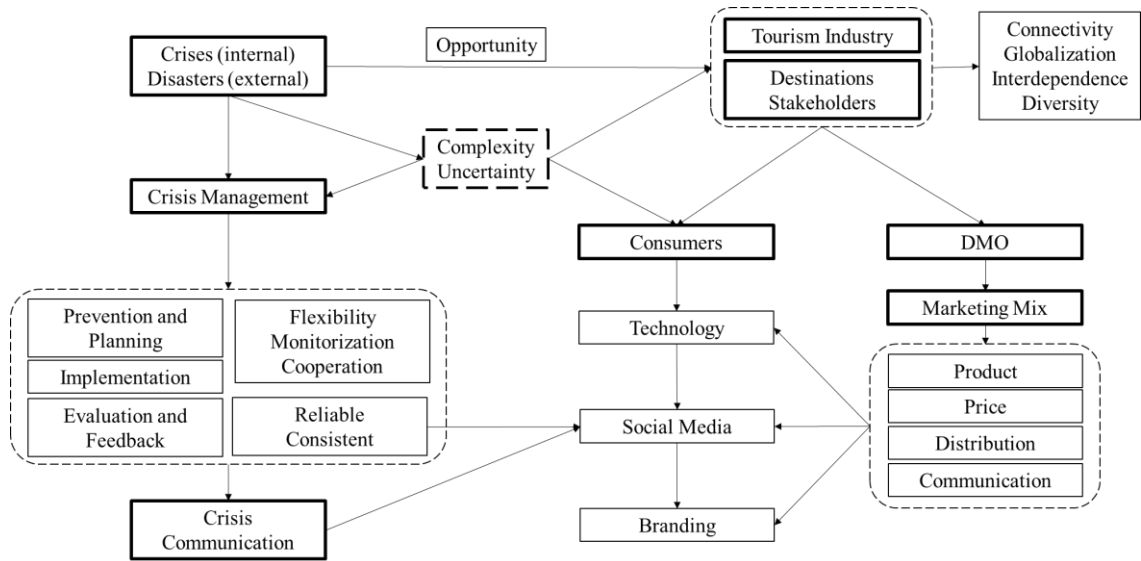 Crises (internal)
Disasters (external)
Opportunity
Tourism Industry
Destinations
Stakeholders
Connectivity
Globalization
Interdependence
Diversity
Complexity
Uncertainty
Crisis Management
Consumers
DMO
Prevention and
Planning
Implementation
Evaluation and
Feedback
Flexibility
Monitorization
Cooperation
Reliable
Consistent
Technology
Social Media
Branding
Marketing Mix
Product
Price
Distribution
Communication
Crisis
Communication